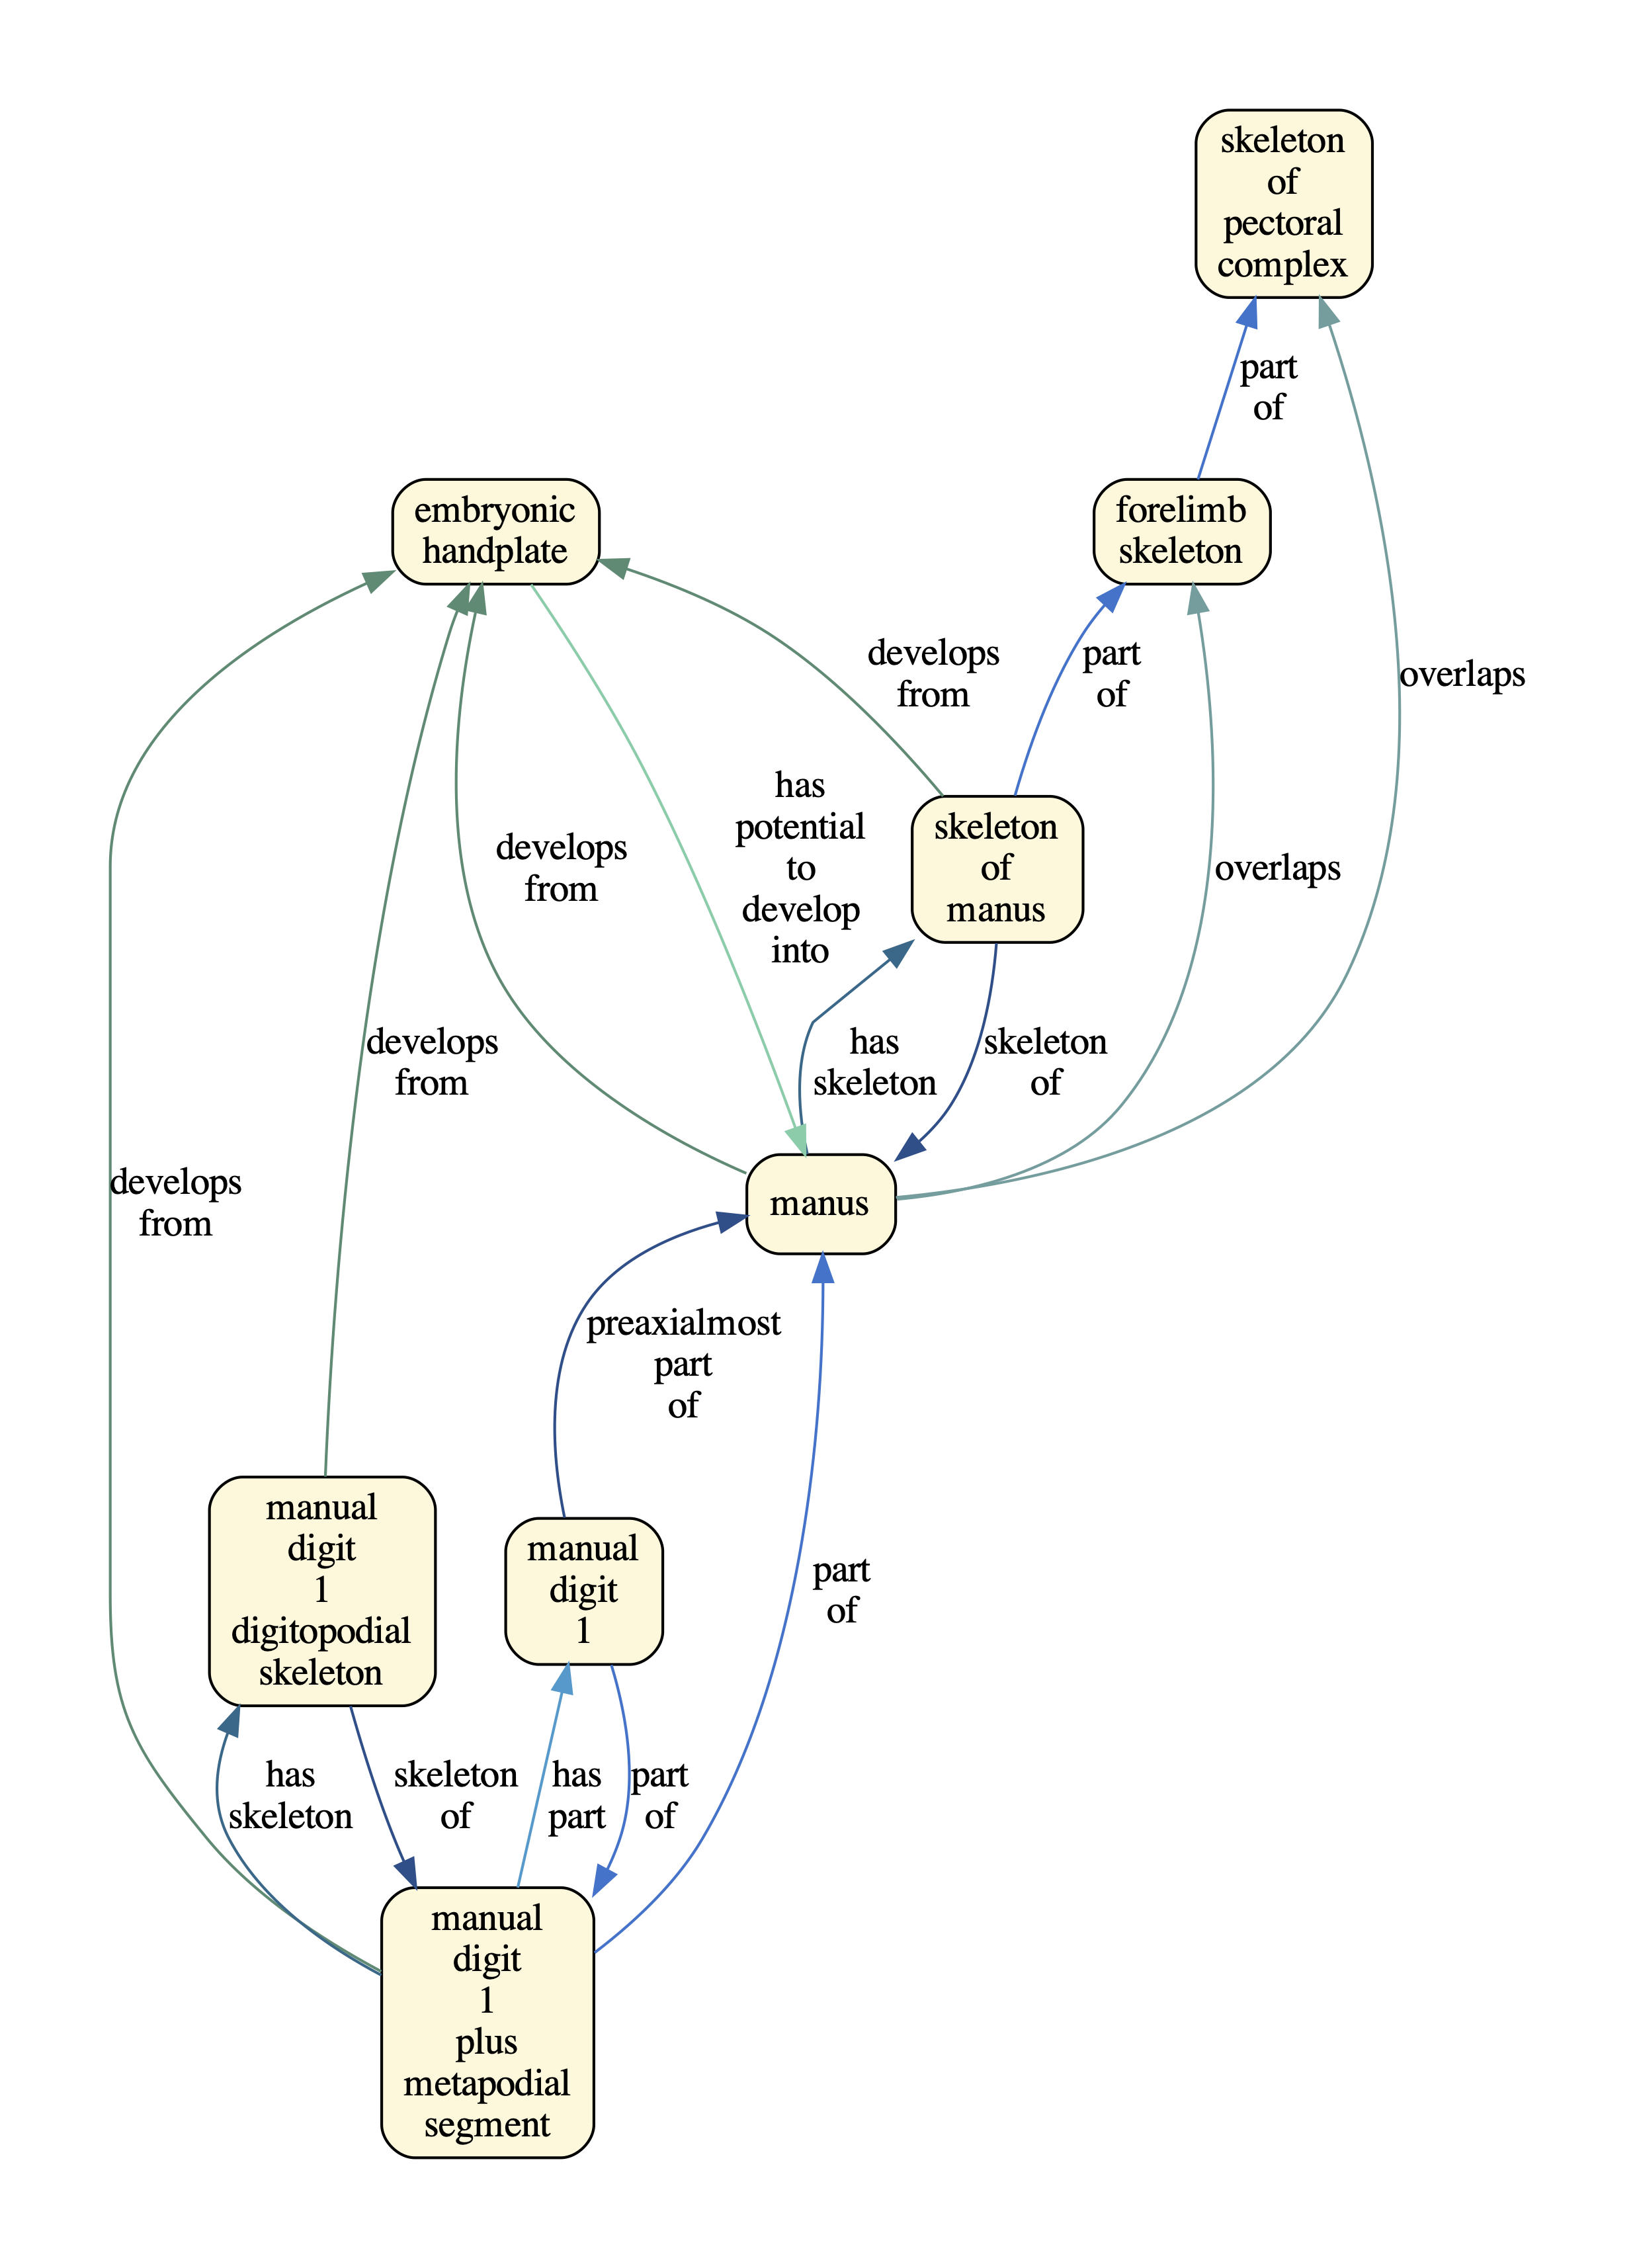 skeleton
of
pectoral
complex
part
of
embryonic
handplate
forelimb
skeleton
develops
from
part
of
overlaps
has
potential
to
develop
into
develops
from
skeleton
of
manus
overlaps
develops
from
has
skeleton
skeleton
of
develops
from
manus
preaxialmost
part
of
manual
digit
1
digitopodial
skeleton
manual
digit
1
part
of
has
skeleton
skeleton
of
has
part
part
of
manual
digit
1
plus
metapodial
segment